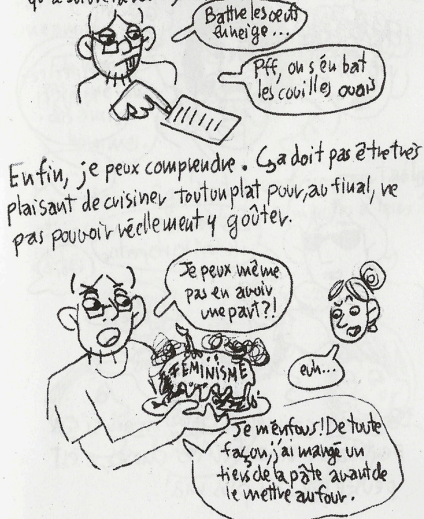 Battre les oeufs
en neige...
Pff, on s'en bat
les couilles ouais
Enfin, je peux comprendre. Ça doit pas être très
plaisant de cuisiner tout un plat pour, au final, ne
pas pouvoir réellement y goûter.
Je peux même
pas en avoir
une part?!
FÉMINISME
euh...
Je m'en fous! De toute
façon, j'ai mangé un
tiers de la pâte avant de
le mettre au four.